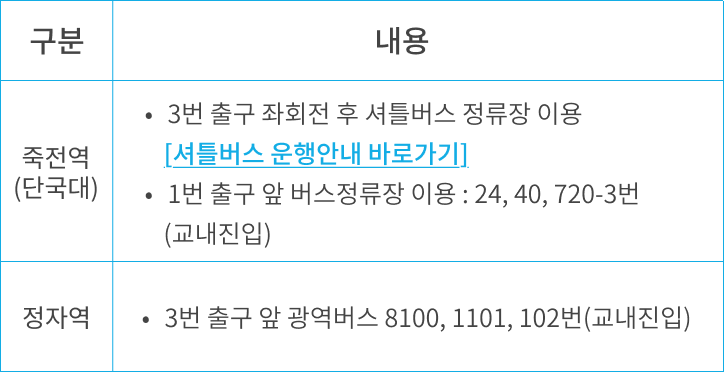 구분
내용
죽전역
(단국대)
• 3번 출구 좌회전 후 셔틀버스 정류장 이용
[셔틀버스 운행안내 바로가기]
• 1번 출구 앞 버스정류장 이용 : 24, 40, 720-3번
(교내진입)
정자역
• 3번 출구 앞 광역버스 8100, 1101, 102번(교내진입)